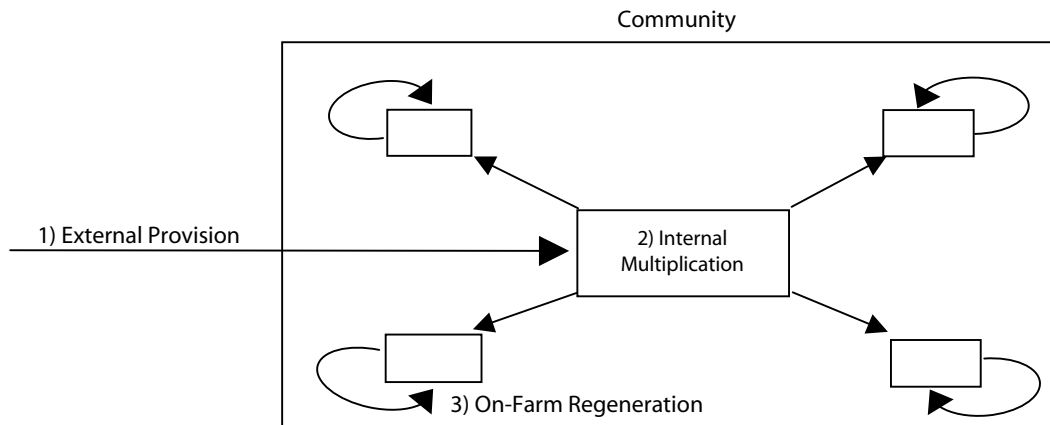 Community
1) External Provision
2) Internal
Multiplication
3) On-Farm Regeneration